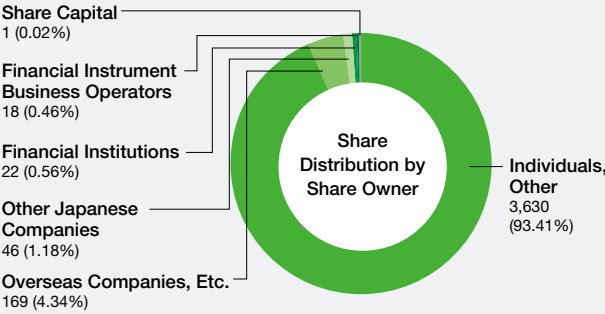 Share Capital
1 (0.02%)
Financial Instrument
Business Operators
18 (0.46%)
Financial Institutions
22 (0.56%)
Other Japanese
Companies
46 (1.18%)
Overseas Companies, Etc.
169 (4.34%)
Share
Distribution by
Share Owner
Individuals,
Other
3,630
(93.41%)